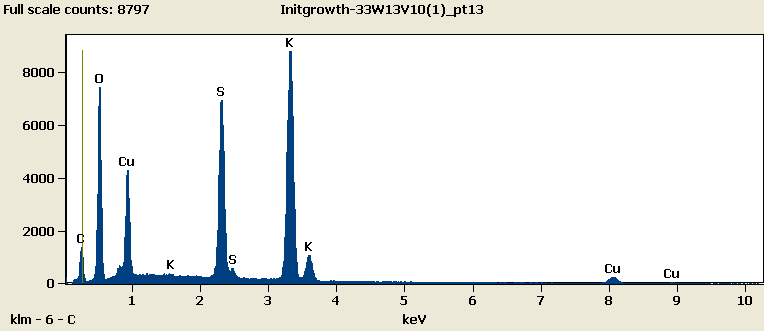 Full scale counts: 8797 Initgrowth-33W13V10(1)_pt13
K
8000
O
S
6000
Cu
4000
C
2000
K
K
S
Cu
Cu
0
1 2 3 4 5 6 7 8 9 10
klm - 6 - C keV